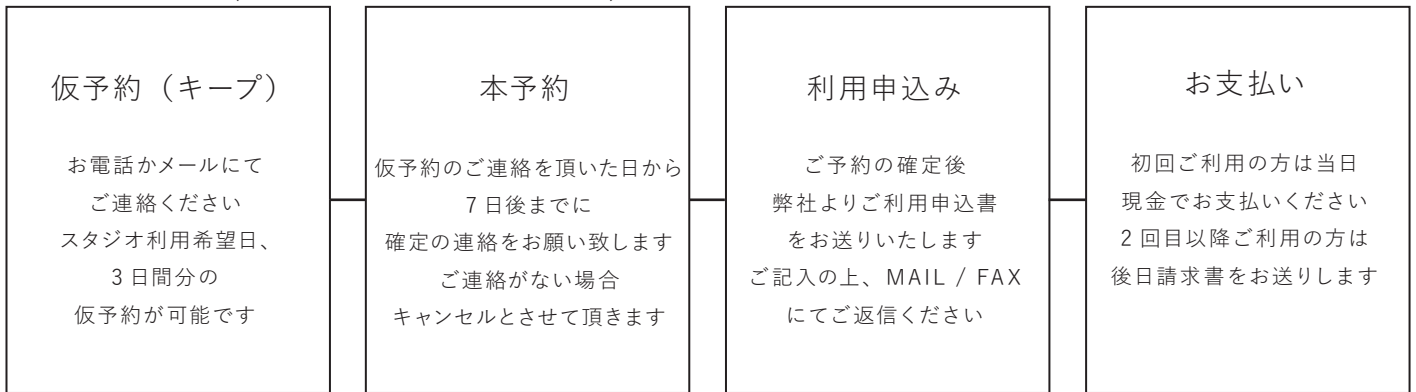 仮予約（キープ）
お電話かメールにて
ご連絡ください
スタジオ利用希望日、
3日間分の
仮予約が可能です
本予約
仮予約のご連絡を頂いた日から
7日後までに
確定の連絡をお願い致します
ご連絡がない場合
キャンセルとさせて頂きます
利用申込み
ご予約の確定後
弊社よりご利用申込書
をお送りいたします
ご記入の上、MAIL / FAX
にてご返信ください
お支払い
初回ご利用の方は当日
現金でお支払いください
2回目以降ご利用の方は
後日請求書をお送りします